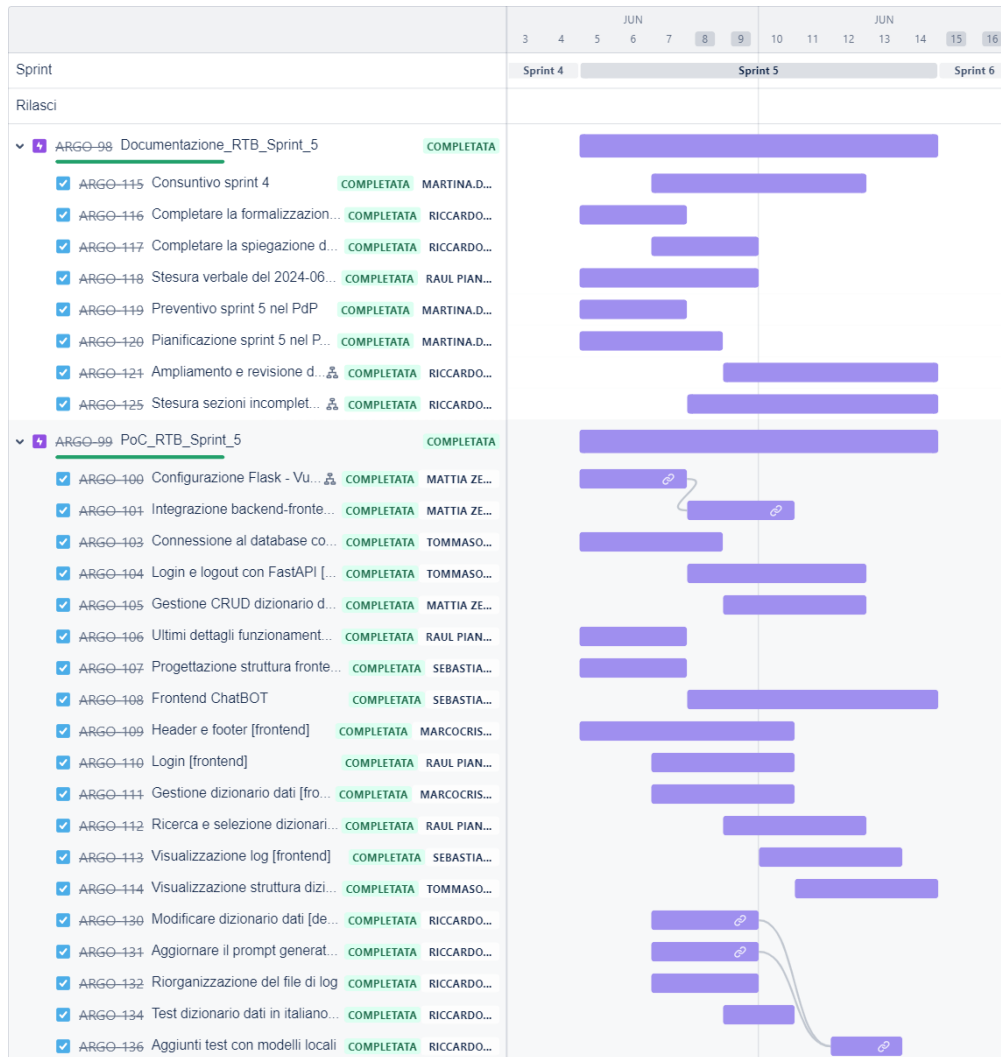 JUN JUN
3 4 5 6 7 8 9 10 11 12 13 14 15 16
Sprint Sprint 4 Sprint 5 Sprint 6
Rilasci
ARGO-98 Documentazione_RTB_Sprint_5 COMPLETATA
ARGO-115 Consuntivo sprint 4 COMPLETATA MARTINA.D...
ARGO-116 Completare la formalizzazion... COMPLETATA RICCARDO...
ARGO-117 Completare la spiegazione d... COMPLETATA RICCARDO...
ARGO-118 Stesura verbale del 2024-06... COMPLETATA RAUL PIAN...
ARGO-119 Preventivo sprint 5 nel PdP COMPLETATA MARTINA.D...
ARGO-120 Pianificazione sprint 5 nel P... COMPLETATA MARTINA.D...
ARGO-121 Ampliamento e revisione d... COMPLETATA RICCARDO...
ARGO-125 Stesura sezioni incomplet... COMPLETATA RICCARDO...
ARGO-99 PoC_RTB_Sprint_5 COMPLETATA
ARGO-100 Configurazione Flask - Vu... COMPLETATA MATTIA ZE...
ARGO-101 Integrazione backend-fronte... COMPLETATA MATTIA ZE...
ARGO-103 Connessione al database co... COMPLETATA TOMMASO...
ARGO-104 Login e logout con FastAPI [... COMPLETATA TOMMASO...
ARGO-105 Gestione CRUD dizionario d... COMPLETATA MATTIA ZE...
ARGO-106 Ultimi dettagli funzionament... COMPLETATA RAUL PIAN...
ARGO-107 Progettazione struttura fronte... COMPLETATA SEBASTIA...
ARGO-108 Frontend ChatBOT COMPLETATA SEBASTIA...
ARGO-109 Header e footer [frontend] COMPLETATA MARCOCRIS...
ARGO-110 Login [frontend] COMPLETATA RAUL PIAN...
ARGO-111 Gestione dizionario dati [fro... COMPLETATA MARCOCRIS...
ARGO-112 Ricerca e selezione dizionari... COMPLETATA RAUL PIAN...
ARGO-113 Visualizzazione log [frontend] COMPLETATA SEBASTIA...
ARGO-114 Visualizzazione struttura dizi... COMPLETATA TOMMASO...
ARGO-130 Modificare dizionario dati [de... COMPLETATA RICCARDO...
ARGO-131 Aggiornare il prompt generat... COMPLETATA RICCARDO...
ARGO-132 Riorganizzazione del file di log COMPLETATA RICCARDO...
ARGO-134 Test dizionario dati in italiano... COMPLETATA RICCARDO...
ARGO-136 Aggiunti test con modelli locali COMPLETATA RICCARDO...